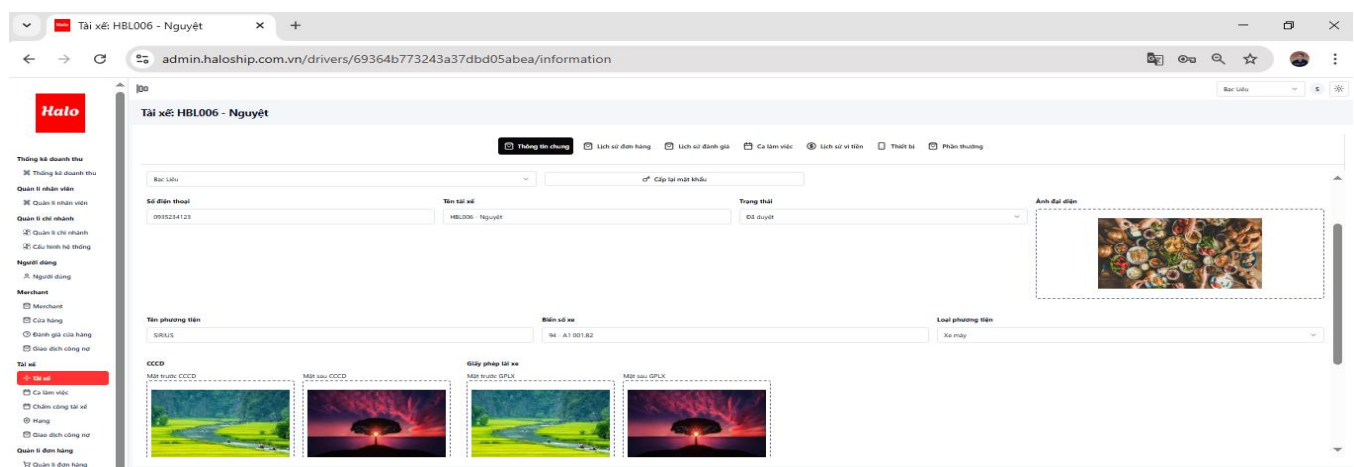 Tài xế: HBL006 - Nguyệt
admin.haloship.com.vn/drivers/69364b773243a37dbd05abea/information
Halo
Bạc Liêu
S
Tài xế: HBL006 - Nguyệt
Thông tin chung
Lịch sử đơn hàng
Lịch sử đánh giá
Ca làm việc
Lịch sử ví tiền
Thiết bị
Phần thưởng
Thống kê doanh thu
Thống kê doanh thu
Quản lí nhân viên
Quản lí nhân viên
Quản lí chi nhánh
Quản lí chi nhánh
Cấu hình hệ thống
Người dùng
Người dùng
Merchant
Merchant
Cửa hàng
Đánh giá cửa hàng
Giao dịch công nợ
Tài xế
Tài xế
Ca làm việc
Chấm công tài xế
Hạng
Giao dịch công nợ
Quản lí đơn hàng
Quản lí đơn hàng
Bạc Liêu
Cấp lại mật khẩu
Số điện thoại
Tên tài xế
Trạng thái
Ảnh đại diện
0935234123
HBL006 - Nguyệt
Đã duyệt
Tên phương tiện
Biển số xe
Loại phương tiện
SIRIUS
94 - A1 001.82
Xe máy
CCCD
Giấy phép lái xe
Mặt trước CCCD
Mặt sau CCCD
Mặt trước GPLX
Mặt sau GPLX